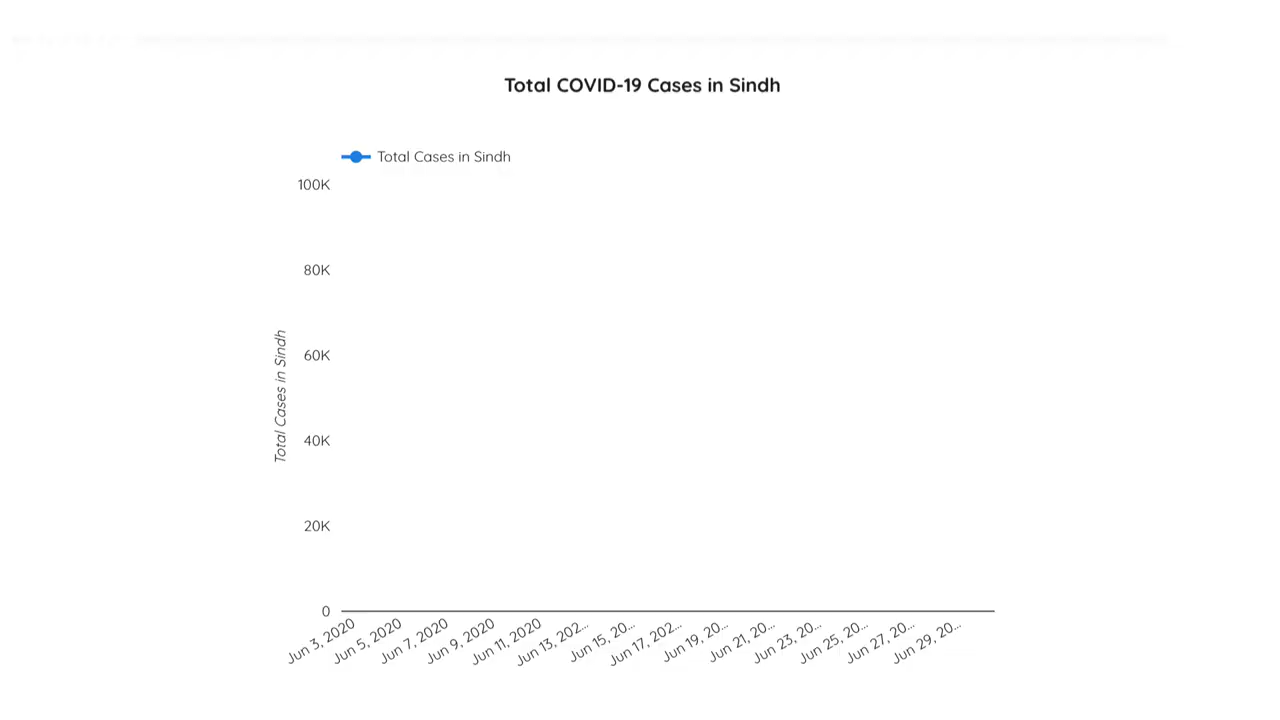 Total COVID-19 Cases in Sindh
Total Cases in Sindh
100K
80K
60K
40K
20K
0
Total Cases in Sindh
Jun 3, 2020
Jun 5, 2020
Jun 7, 2020
Jun 9, 2020
Jun 11, 2020
Jun 13, 202...
Jun 15, 20...
Jun 17, 202...
Jun 19, 20...
Jun 21, 20...
Jun 23, 20...
Jun 25, 20...
Jun 27, 20...
Jun 29, 20...